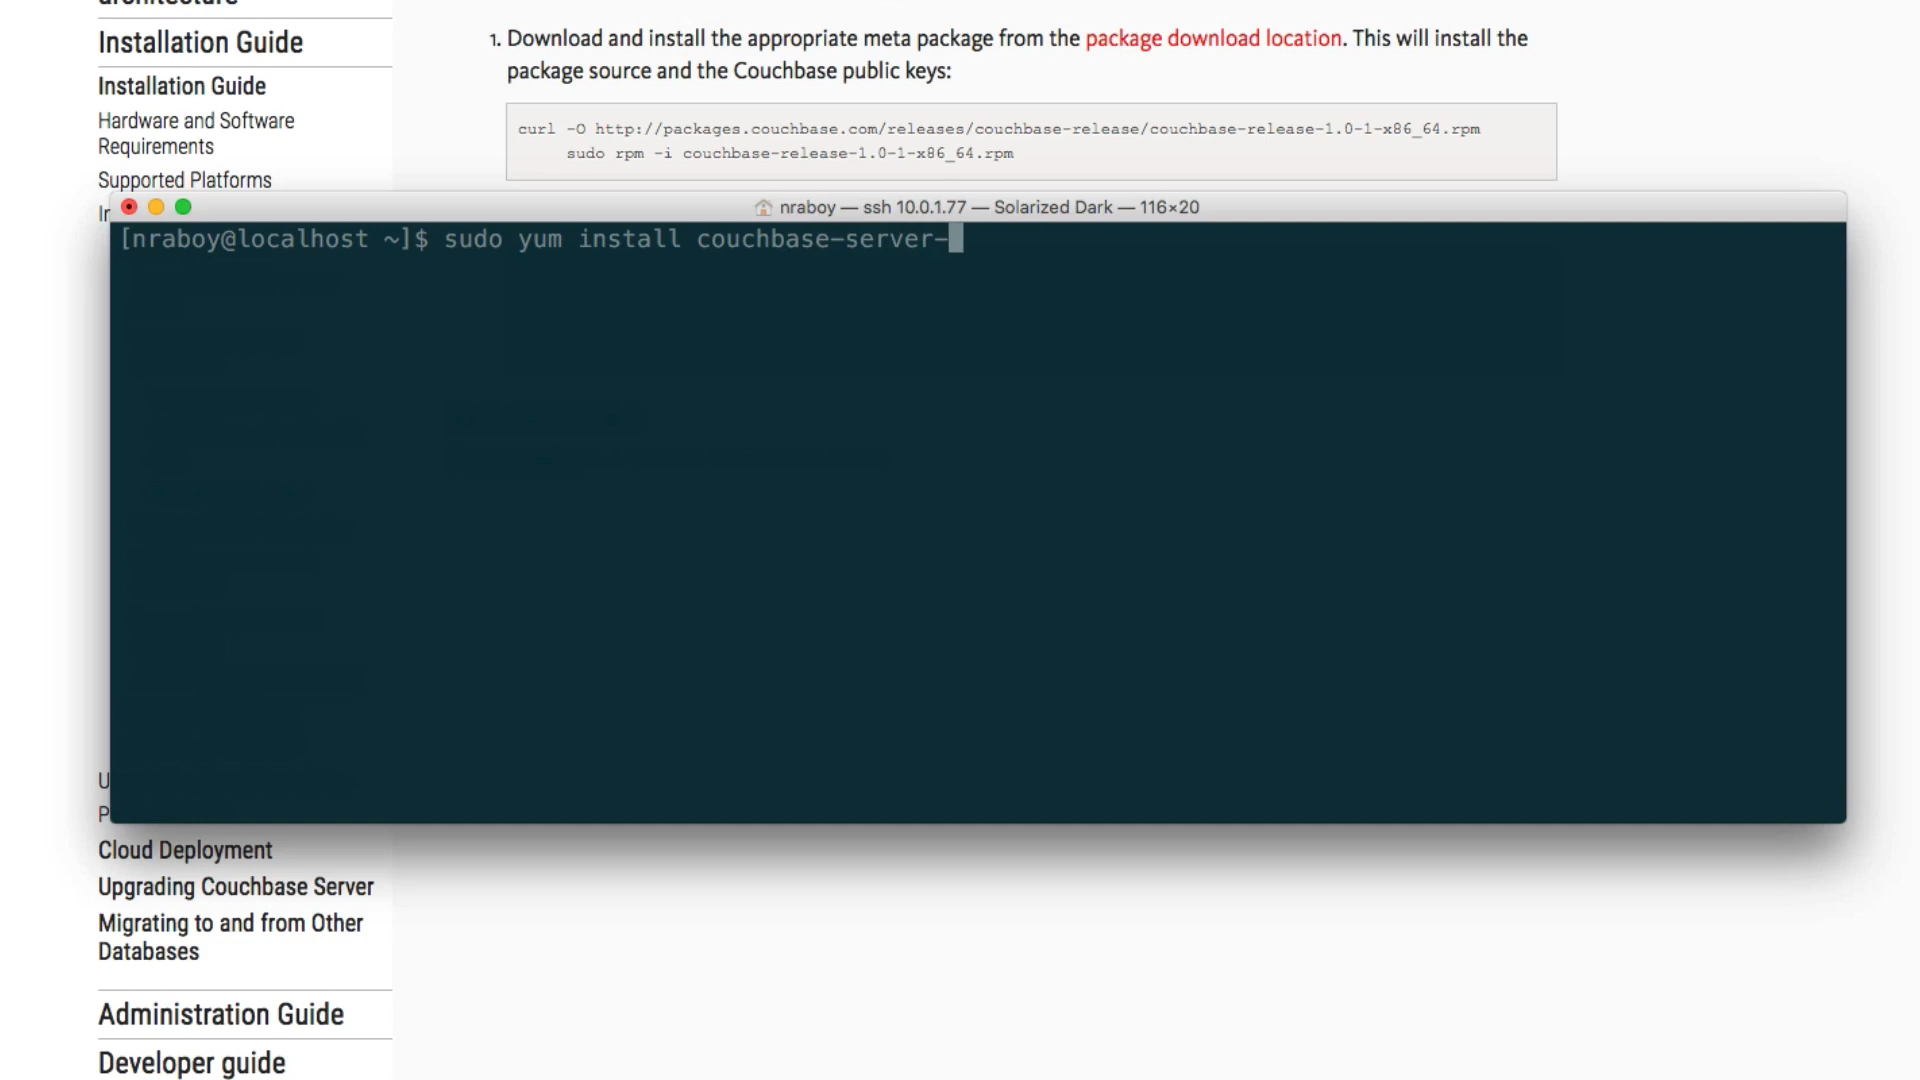 architecture
Installation Guide
Installation Guide
Hardware and Software
Requirements
Supported Platforms
1. Download and install the appropriate meta package from the package download location. This will install the
package source and the Couchbase public keys:
curl -O http://packages.couchbase.com/releases/couchbase-release/couchbase-release-1.0-1-x86_64.rpm
sudo rpm -i couchbase-release-1.0-1-x86_64.rpm
nraboy — ssh 10.0.1.77 — Solarized Dark — 116×20
[nraboy@localhost ~]$ sudo yum install couchbase-server-
Cloud Deployment
Upgrading Couchbase Server
Migrating to and from Other
Databases
Administration Guide
Developer guide